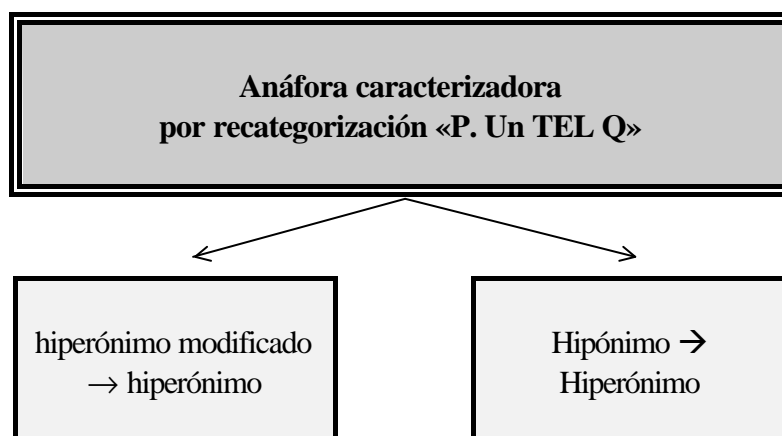 Anáfora caracterizadora
por recategorización «P. Un TEL Q»
hiperónimo modificado
→ hiperónimo
Hipónimo →
Hiperónimo